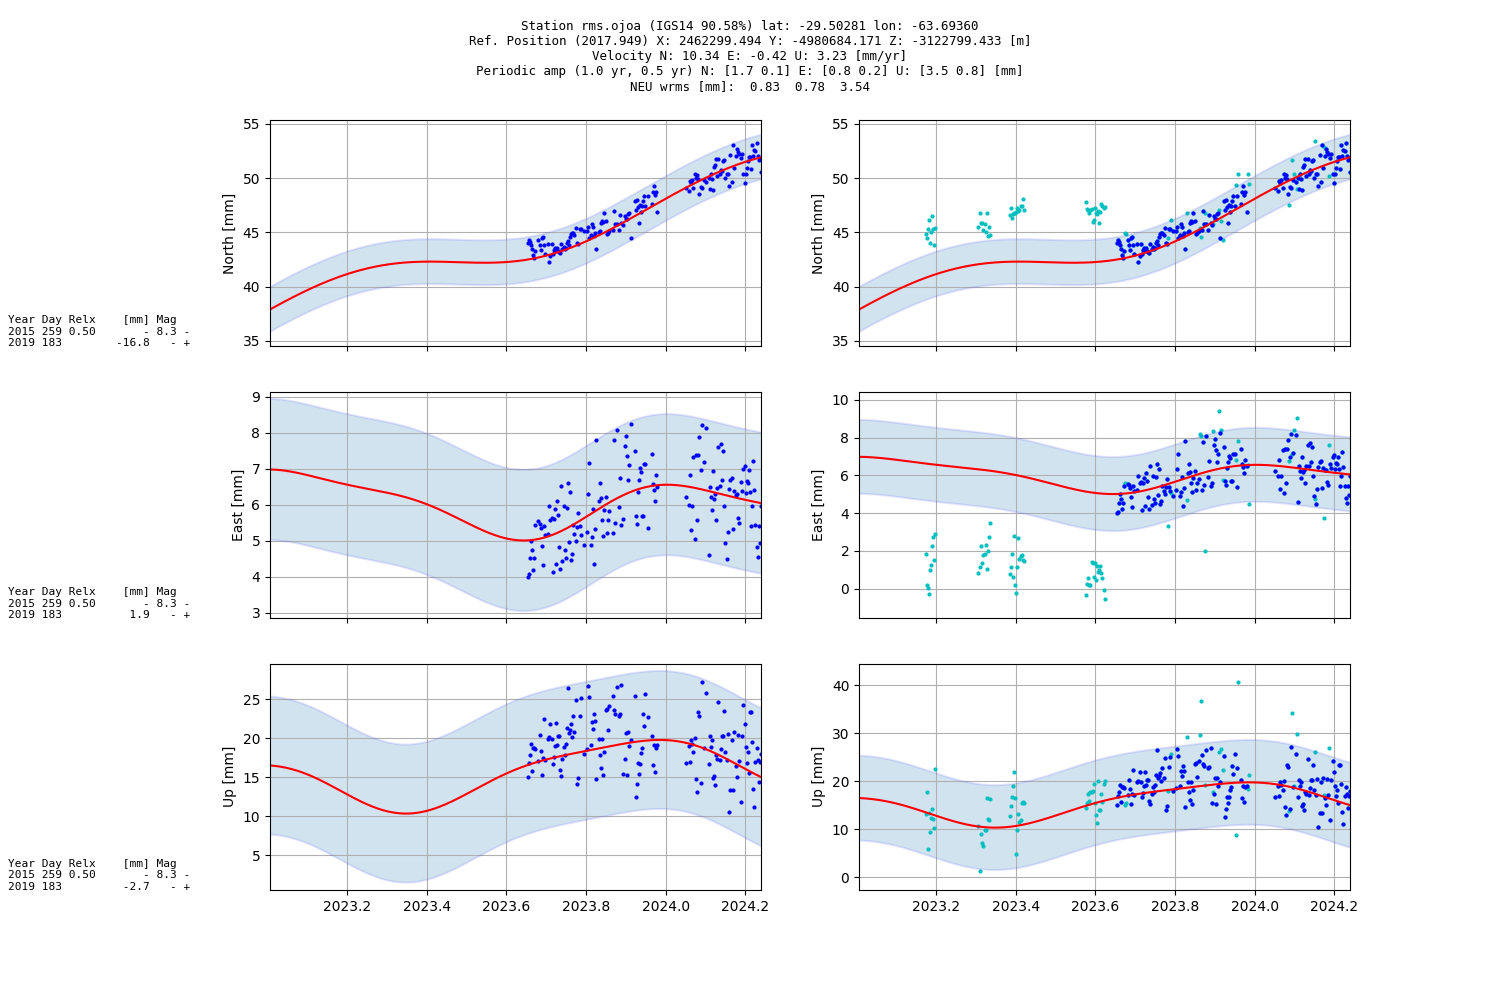 Station rms.ojoa (IGS14 90.58%) lat: -29.50281 lon: -63.69360
Ref. Position (2017.949) X: 2462299.494 Y: -4980684.171 Z: -3122799.433 [m]
Velocity N: 10.34 E: -0.42 U: 3.23 [mm/yr]
Periodic amp (1.0 yr, 0.5 yr) N: [1.7 0.1] E: [0.8 0.2] U: [3.5 0.8] [mm]
NEU wrms [mm]:  0.83  0.78  3.54
55
50
45
40
35
North [mm]
55
50
45
40
35
North [mm]
Year Day Relx    [mm] Mag
2015 259 0.50       - 8.3 -
2019 183        -16.8   - +
9
8
7
6
5
4
3
East [mm]
10
8
6
4
2
0
East [mm]
Year Day Relx    [mm] Mag
2015 259 0.50       - 8.3 -
2019 183          1.9   - +
25
20
15
10
5
Up [mm]
40
30
20
10
0
Up [mm]
Year Day Relx    [mm] Mag
2015 259 0.50       - 8.3 -
2019 183         -2.7   - +
2023.2 2023.4 2023.6 2023.8 2024.0 2024.2
2023.2 2023.4 2023.6 2023.8 2024.0 2024.2